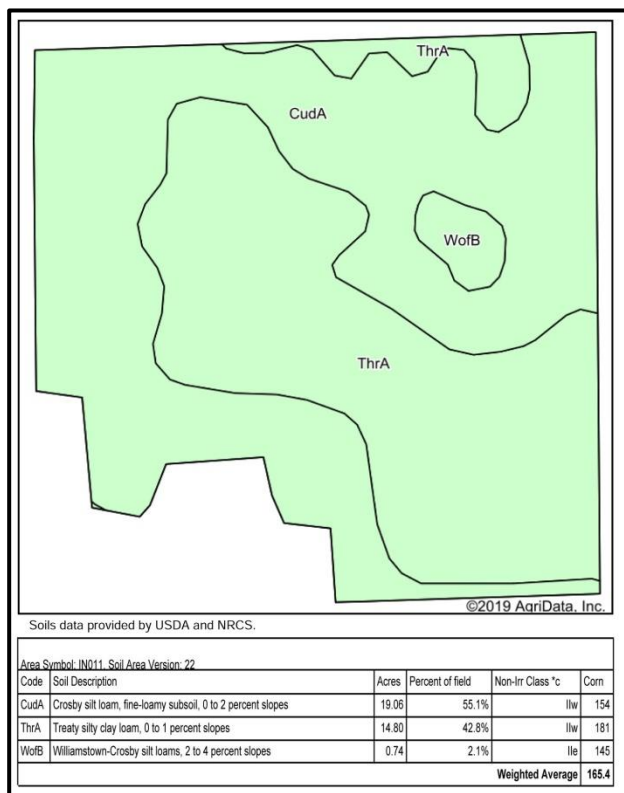 ThrA
CudA
WofB
ThrA
©2019 AgriData, Inc.
Soils data provided by USDA and NRCS.
Area Symbol: IN011, Soil Area Version: 22
Code Soil Description Acres Percent of field Non-Irr Class *c Corn
CudA Crosby silt loam, fine-loamy subsoil, 0 to 2 percent slopes 19.06 55.1% IIw 154
ThrA Treaty silty clay loam, 0 to 1 percent slopes 14.80 42.8% IIw 181
WofB Williamstown-Crosby silt loams, 2 to 4 percent slopes 0.74 2.1% IIe 145
Weighted Average 165.4